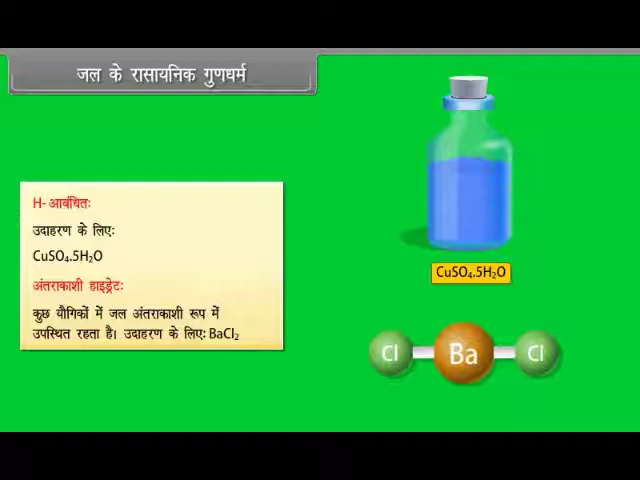 जल के रासायनिक गुणधर्म
H-आबंधितः
उदाहरण के लिएः
CuSO₄.5H₂O
अंतराकाशी हाइड्रेटः
कुछ यौगिकों में जल अंतराकाशी रूप में
उपस्थित रहता है। उदाहरण के लिएः BaCl₂
CuSO₄.5H₂O
Cl Ba Cl